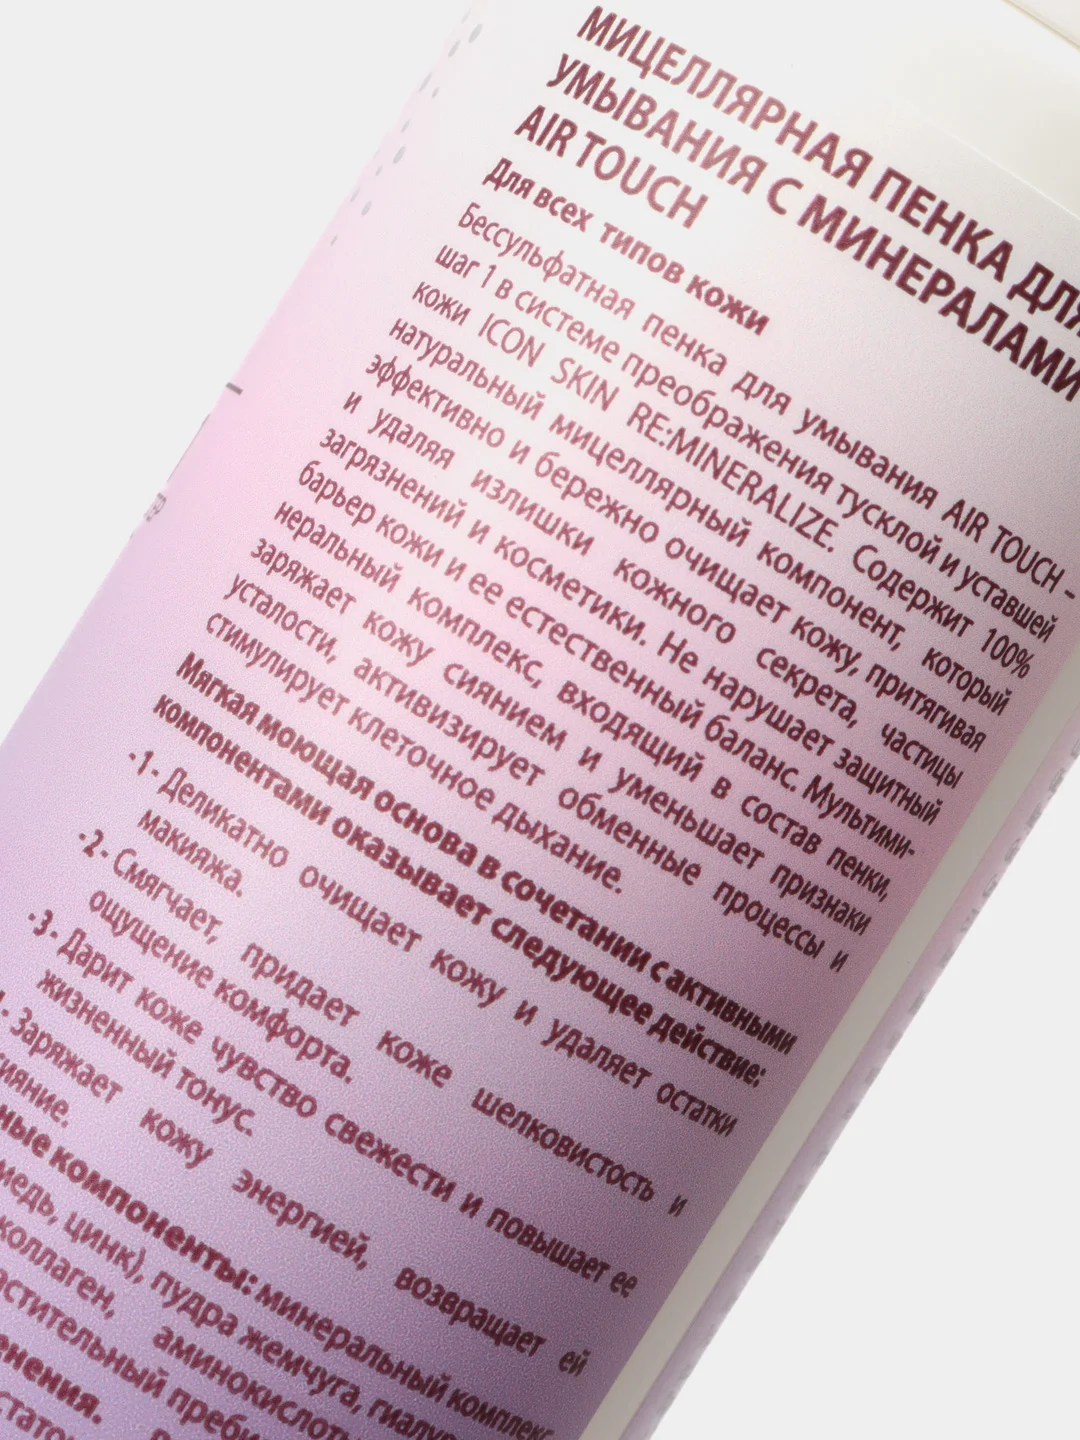 МИЦЕЛЛЯРНАЯ ПЕНКА ДЛЯ
УМЫВАНИЯ С МИНЕРАЛАМИ
AIR TOUCH
Для всех типов кожи
Бессульфатная пенка для умывания AIR TOUCH –
шаг 1 в системе преображения тусклой и уставшей
кожи ICON SKIN RE:MINERALIZE. Содержит 100%
натуральный мицеллярный компонент, который
эффективно и бережно очищает кожу, притягивая
и удаляя излишки кожного секрета, частицы
загрязнений и косметики. Не нарушает защитный
барьер кожи и ее естественный баланс. Мультими-
неральный комплекс, входящий в состав пенки,
заряжает кожу сиянием и уменьшает признаки
усталости, активизирует обменные процессы и
стимулирует клеточное дыхание.
Мягкая моющая основа в сочетании с активными
компонентами оказывает следующее действие:
-1- Деликатно очищает кожу и удаляет остатки
макияжа.
-2- Смягчает, придает коже шелковистость и
ощущение комфорта.
-3- Дарит коже чувство свежести и повышает ее
жизненный тонус.
- Заряжает кожу энергией, возвращает ей
сияние.
компоненты: минеральный комплекс
медь, цинк), пудра жемчуга,
коллаген,